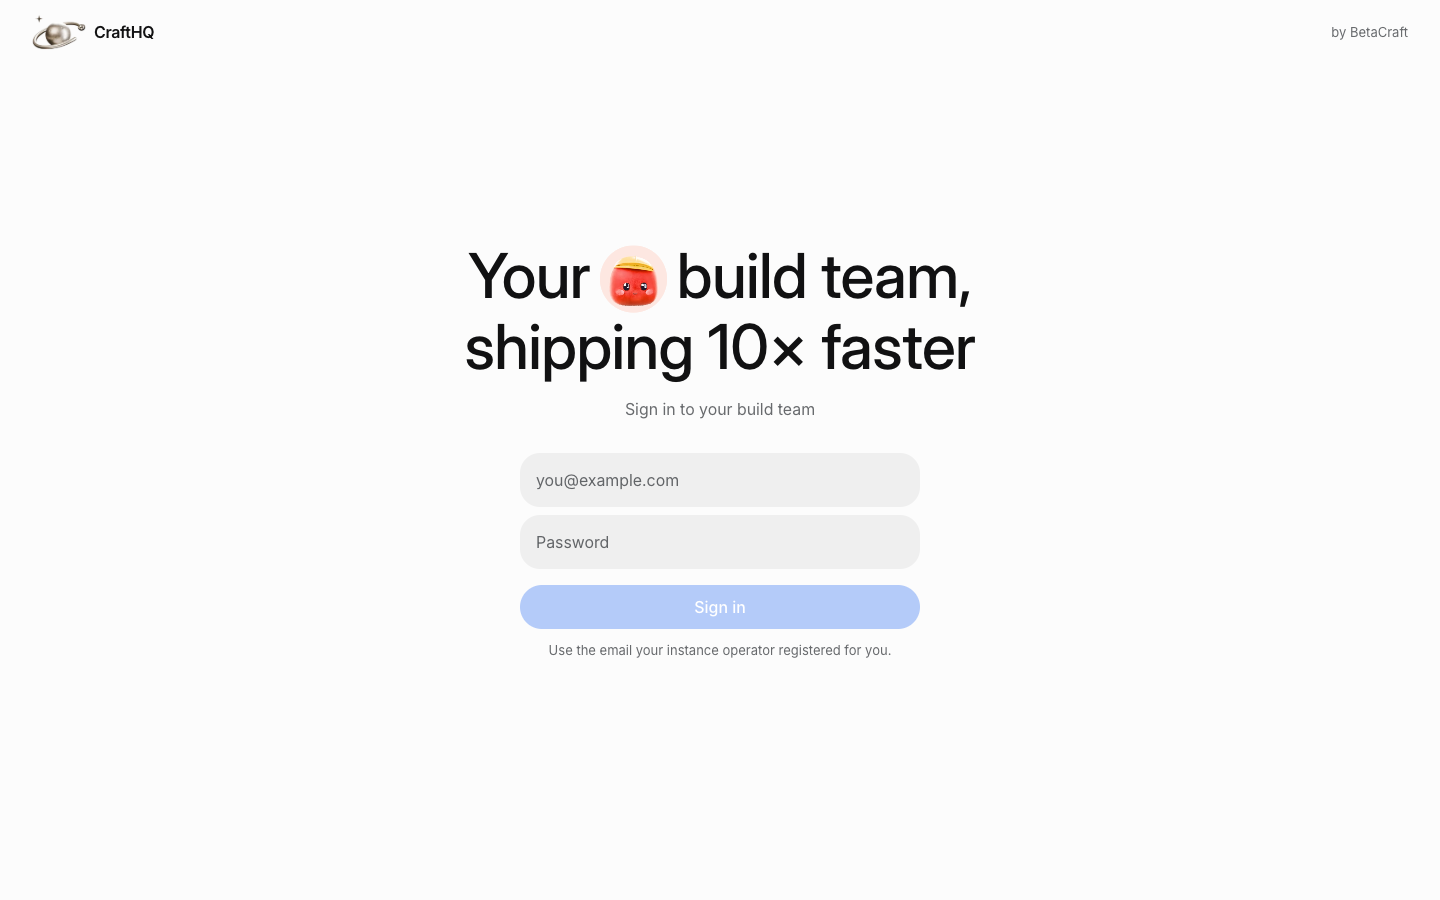 CraftHQ
by BetaCraft
Your build team,
shipping 10× faster
Sign in to your build team
you@example.com
Password
Sign in
Use the email your instance operator registered for you.